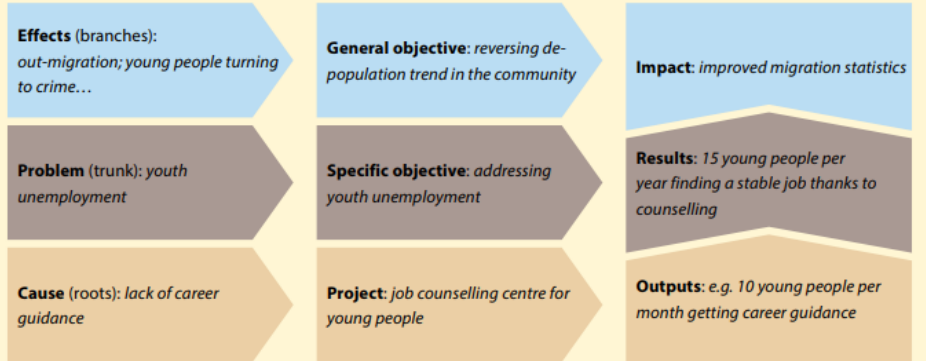 Effects (branches):
out-migration; young people turning
to crime…
General objective: reversing de-
population trend in the community
Impact: improved migration statistics
Problem (trunk): youth
unemployment
Specific objective: addressing
youth unemployment
Results: 15 young people per
year finding a stable job thanks to
counselling
Cause (roots): lack of career
guidance
Project: job counselling centre for
young people
Outputs: e.g. 10 young people per
month getting career guidance